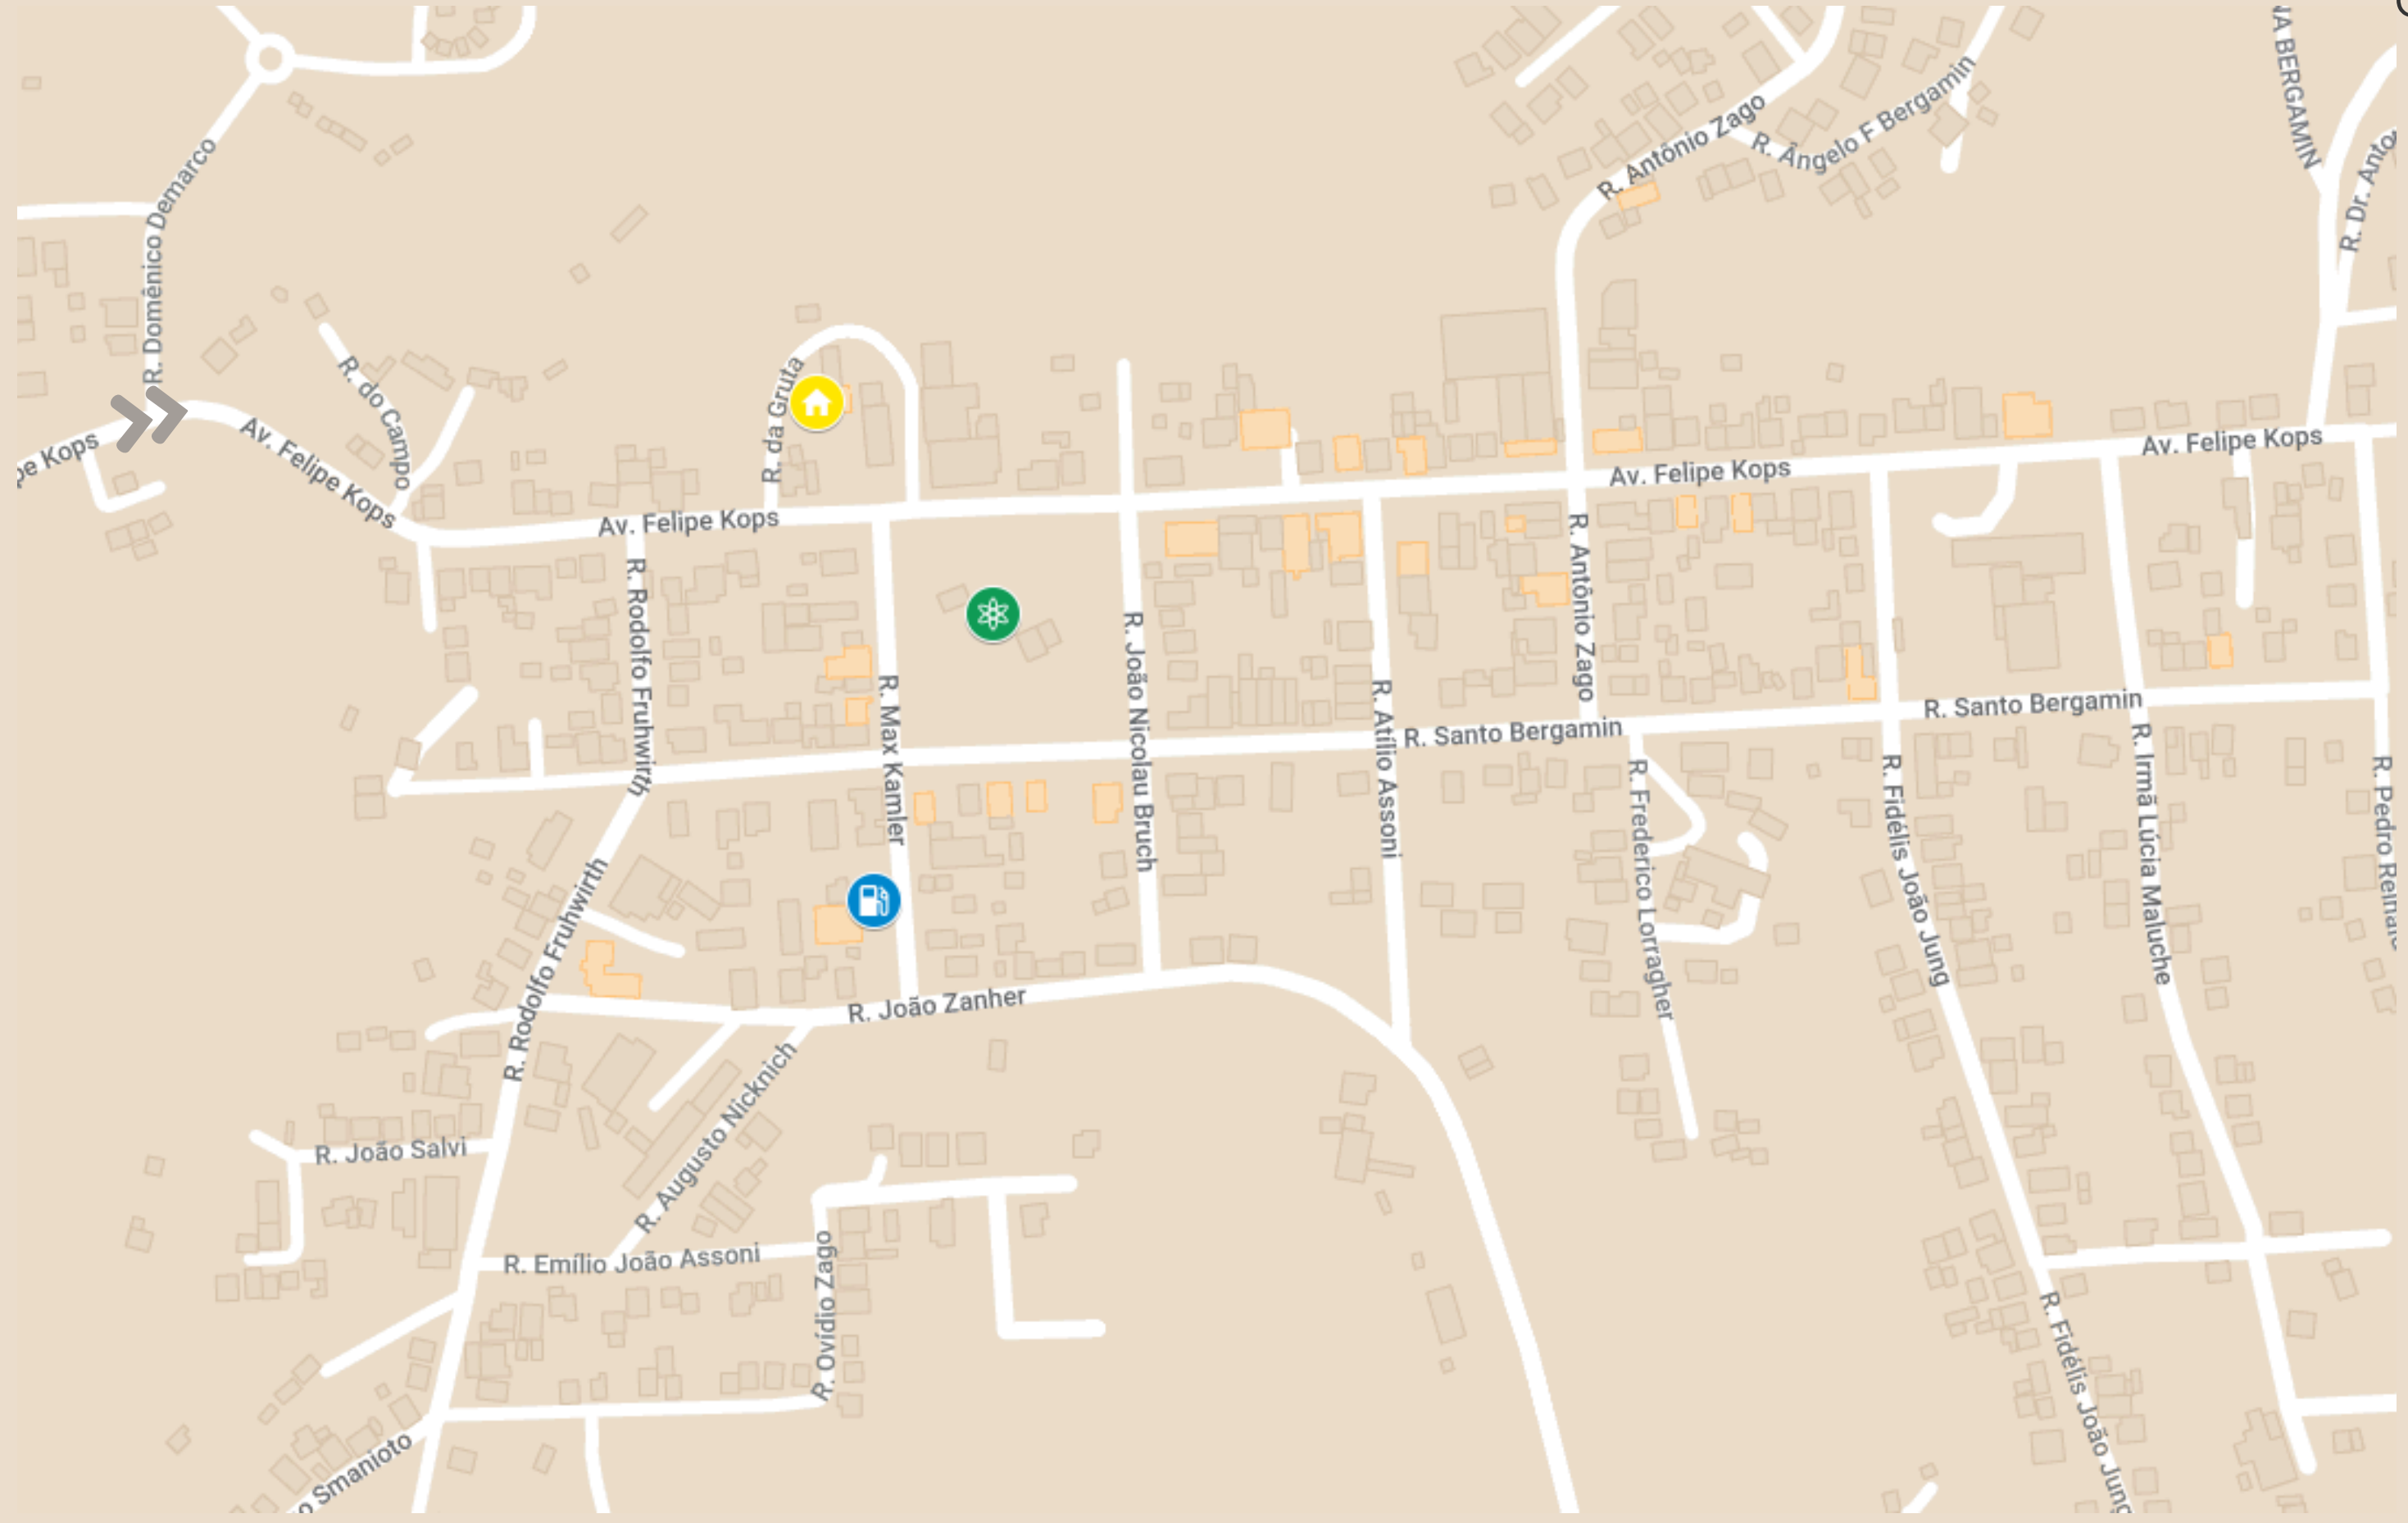 NA BERGAMIN
R. Antônio Zago
R. Ângelo F Bergamin
R. Domênico Demarco
R. Dr. Anto
R. do Campo
R. da Gruta
pe Kops
Av. Felipe Kops
Av. Felipe Kops
Av. Felipe Kops
Av. Felipe Kops
R. Rodolfo Fruhwirth
R. Max Kamler
R. João Nicolau Bruch
R. Atílio Assoni
R. Antônio Zago
R. Santo Bergamin
R. Santo Bergamin
R. Frederico Lorragher
R. Fidélis João Jung
R. Irmã Lúcia Maluche
R. Pedro Reinald
R. Rodolfo Fruhwirth
R. João Zanher
R. Augusto Nicknich
R. João Salvi
R. Emílio João Assoni
R. Ovídio Zago
R. Fidélis João Jung
o Smanioto